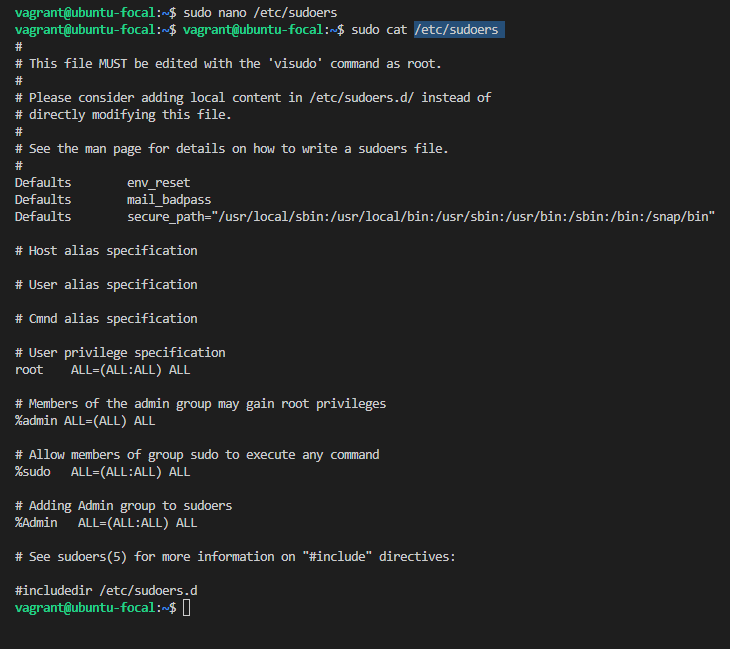 vagrant@ubuntu-focal:~$ sudo nano /etc/sudoers
vagrant@ubuntu-focal:~$ vagrant@ubuntu-focal:~$ sudo cat /etc/sudoers
#
# This file MUST be edited with the 'visudo' command as root.
#
# Please consider adding local content in /etc/sudoers.d/ instead of
# directly modifying this file.
#
# See the man page for details on how to write a sudoers file.
#
Defaults        env_reset
Defaults        mail_badpass
Defaults        secure_path="/usr/local/sbin:/usr/local/bin:/usr/sbin:/usr/bin:/sbin:/bin:/snap/bin"

# Host alias specification

# User alias specification

# Cmnd alias specification

# User privilege specification
root    ALL=(ALL:ALL) ALL

# Members of the admin group may gain root privileges
%admin ALL=(ALL) ALL

# Allow members of group sudo to execute any command
%sudo   ALL=(ALL:ALL) ALL

# Adding Admin group to sudoers
%Admin   ALL=(ALL:ALL) ALL

# See sudoers(5) for more information on "#include" directives:

#includedir /etc/sudoers.d
vagrant@ubuntu-focal:~$